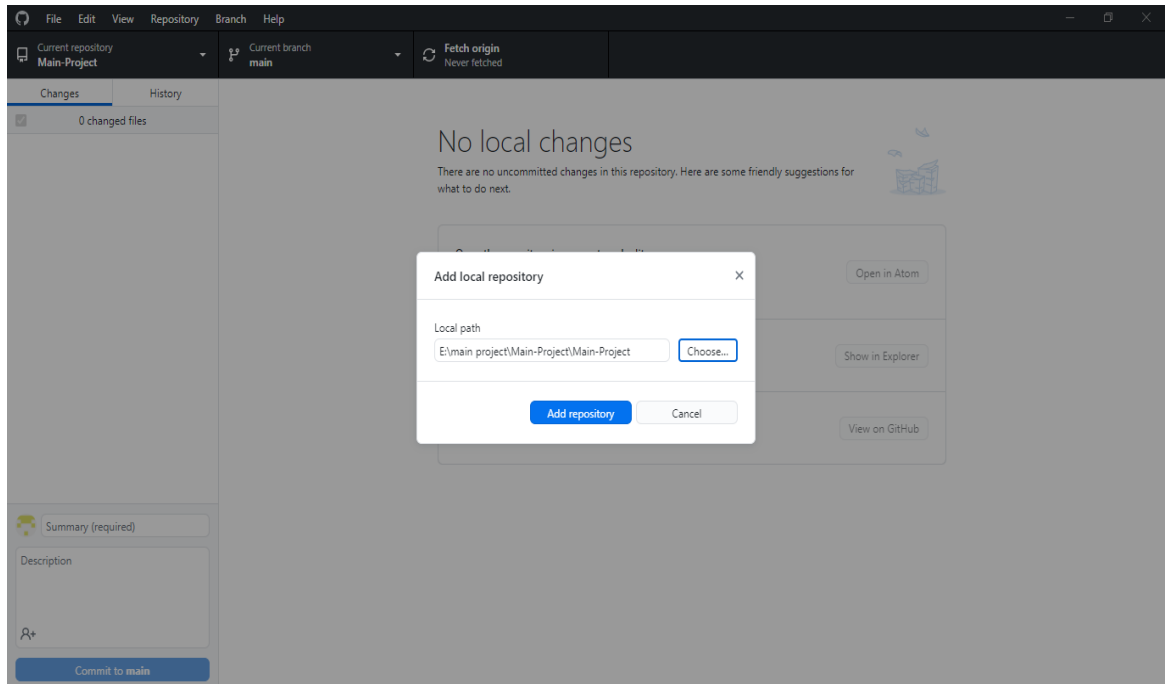 File Edit View Repository Branch Help
Current repository
Main-Project
Current branch
main
Fetch origin
Never fetched
Changes History
0 changed files
No local changes
There are no uncommitted changes in this repository. Here are some friendly suggestions for
what to do next.
Open in Atom
Add local repository
Local path
E:\main project\Main-Project\Main-Project Choose...
Show in Explorer
Add repository Cancel
View on GitHub
Summary (required)
Description
Commit to main